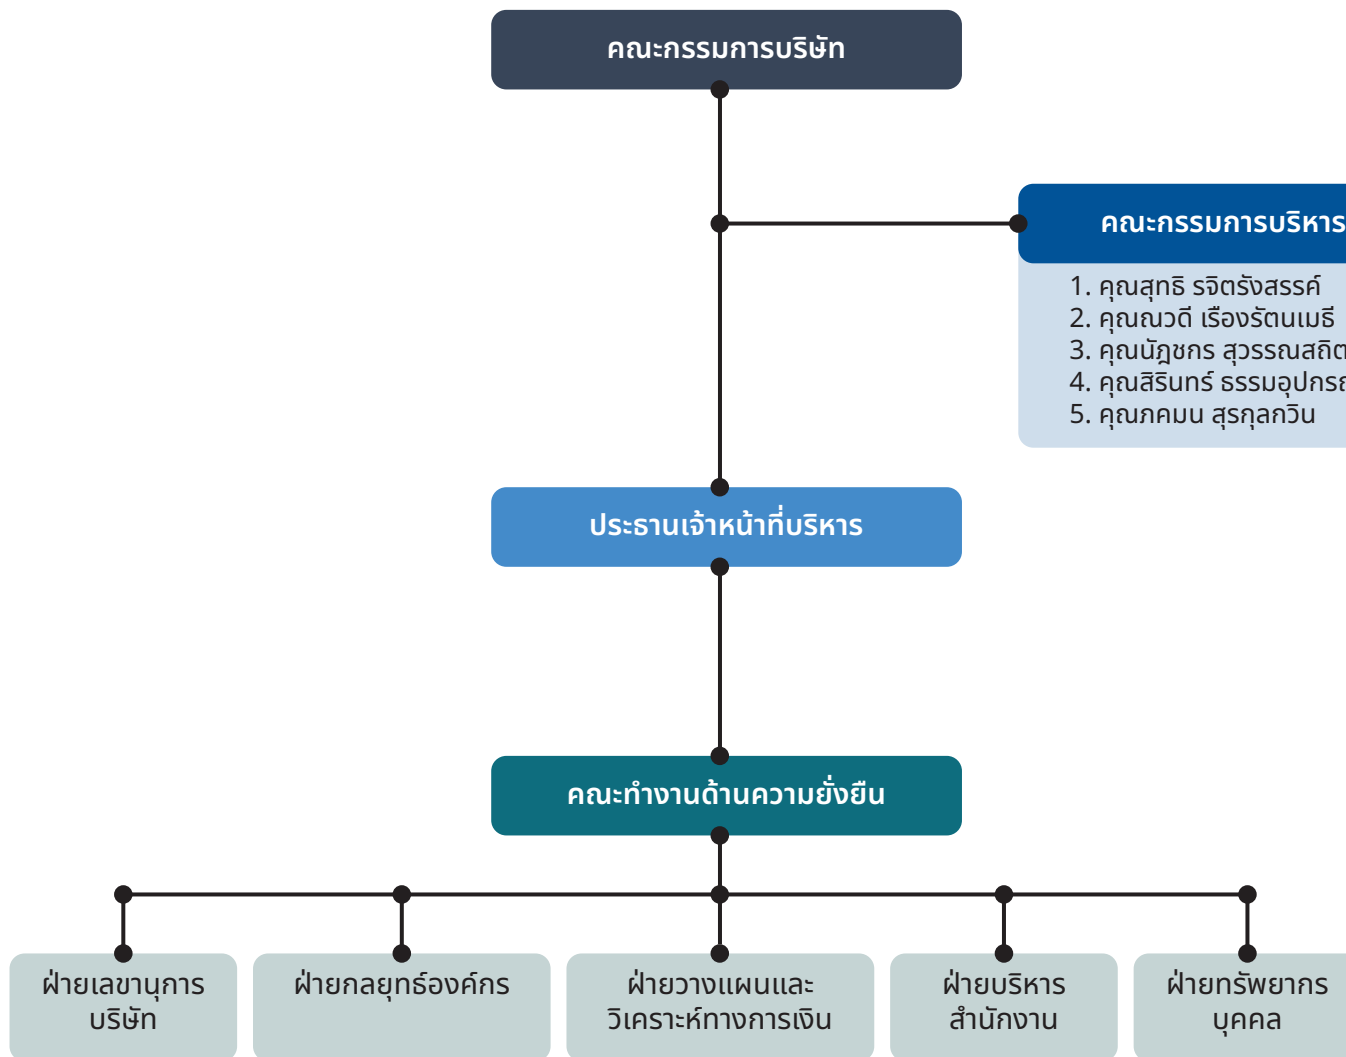 คณะกรรมการบริษัท
คณะกรรมการบริหาร
1. คุณสุทธิ รจิตรังสรรค์
2. คุณณวดี เรืองรัตนเมธี
3. คุณนัฎชกร สุวรรณสถิต
4. คุณสิรินทร์
5. คุณภคมน สุรกุลกวิน
ประธานเจ้าหน้าที่บริหาร
คณะทำงานด้านความยั่งยืน
ฝ่ายเลขานุการ
บริษัท
ฝ่ายกลยุทธ์องค์กร
ฝ่ายวางแผนและ
วิเคราะห์ทางการเงิน
ฝ่ายบริหาร
สำนักงาน
ฝ่ายทรัพยากร
บุคคล